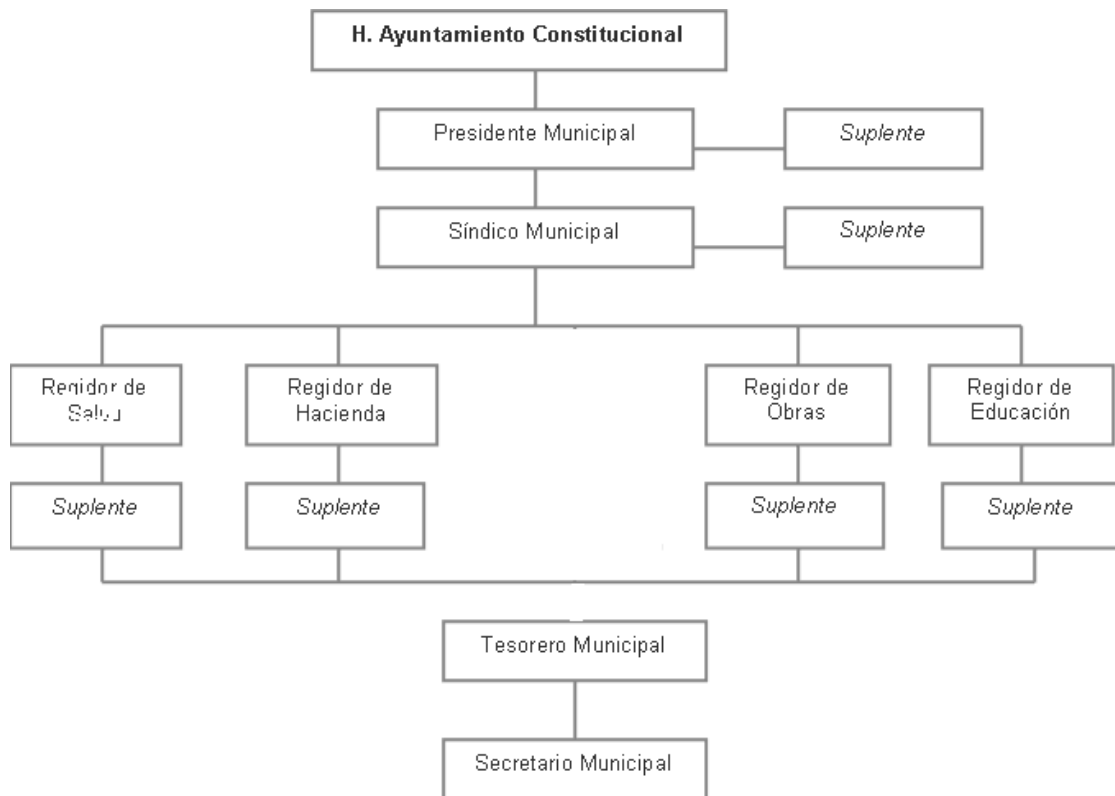 H. Ayuntamiento Constitucional
Presidente Municipal
Suplente
Síndico Municipal
Suplente
Regidor de
Salud
Regidor de
Hacienda
Regidor de
Obras
Regidor de
Educación
Suplente
Suplente
Suplente
Suplente
Tesorero Municipal
Secretario Municipal